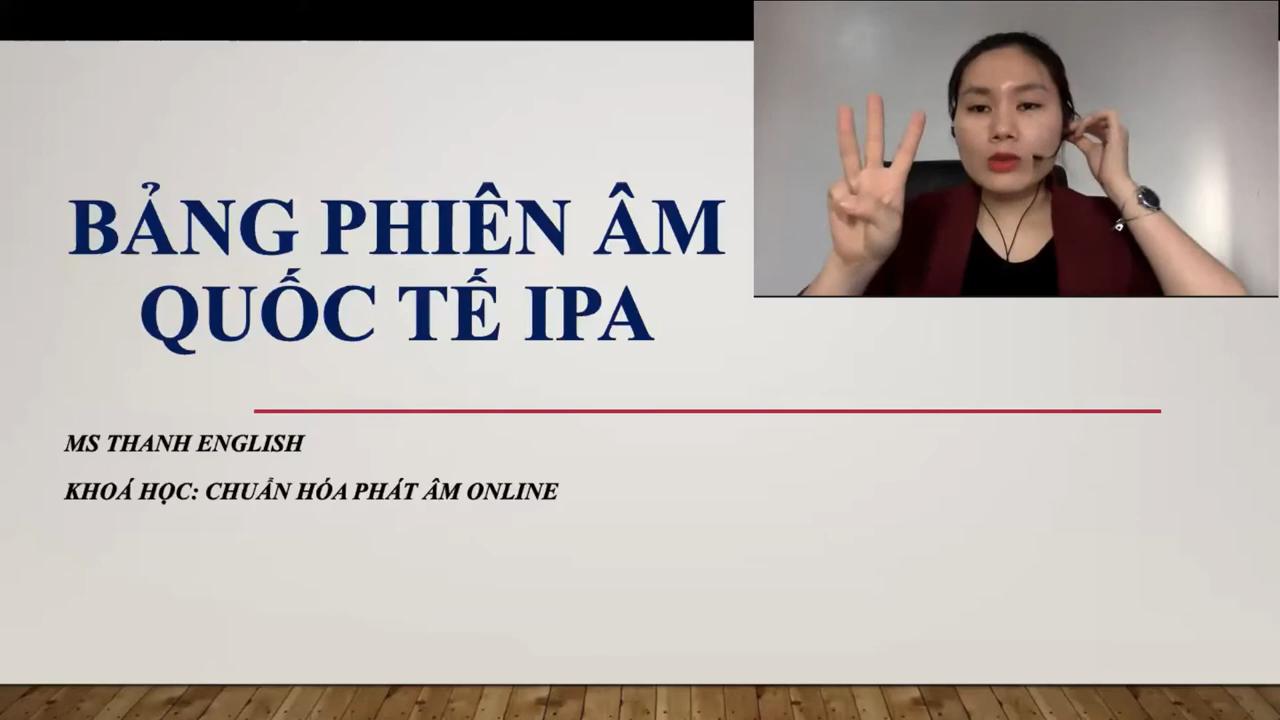 BẢNG PHIÊN ÂM
QUỐC TẾ IPA
MS THANH ENGLISH
KHOÁ HỌC: CHUẨN HÓA PHÁT ÂM ONLINE